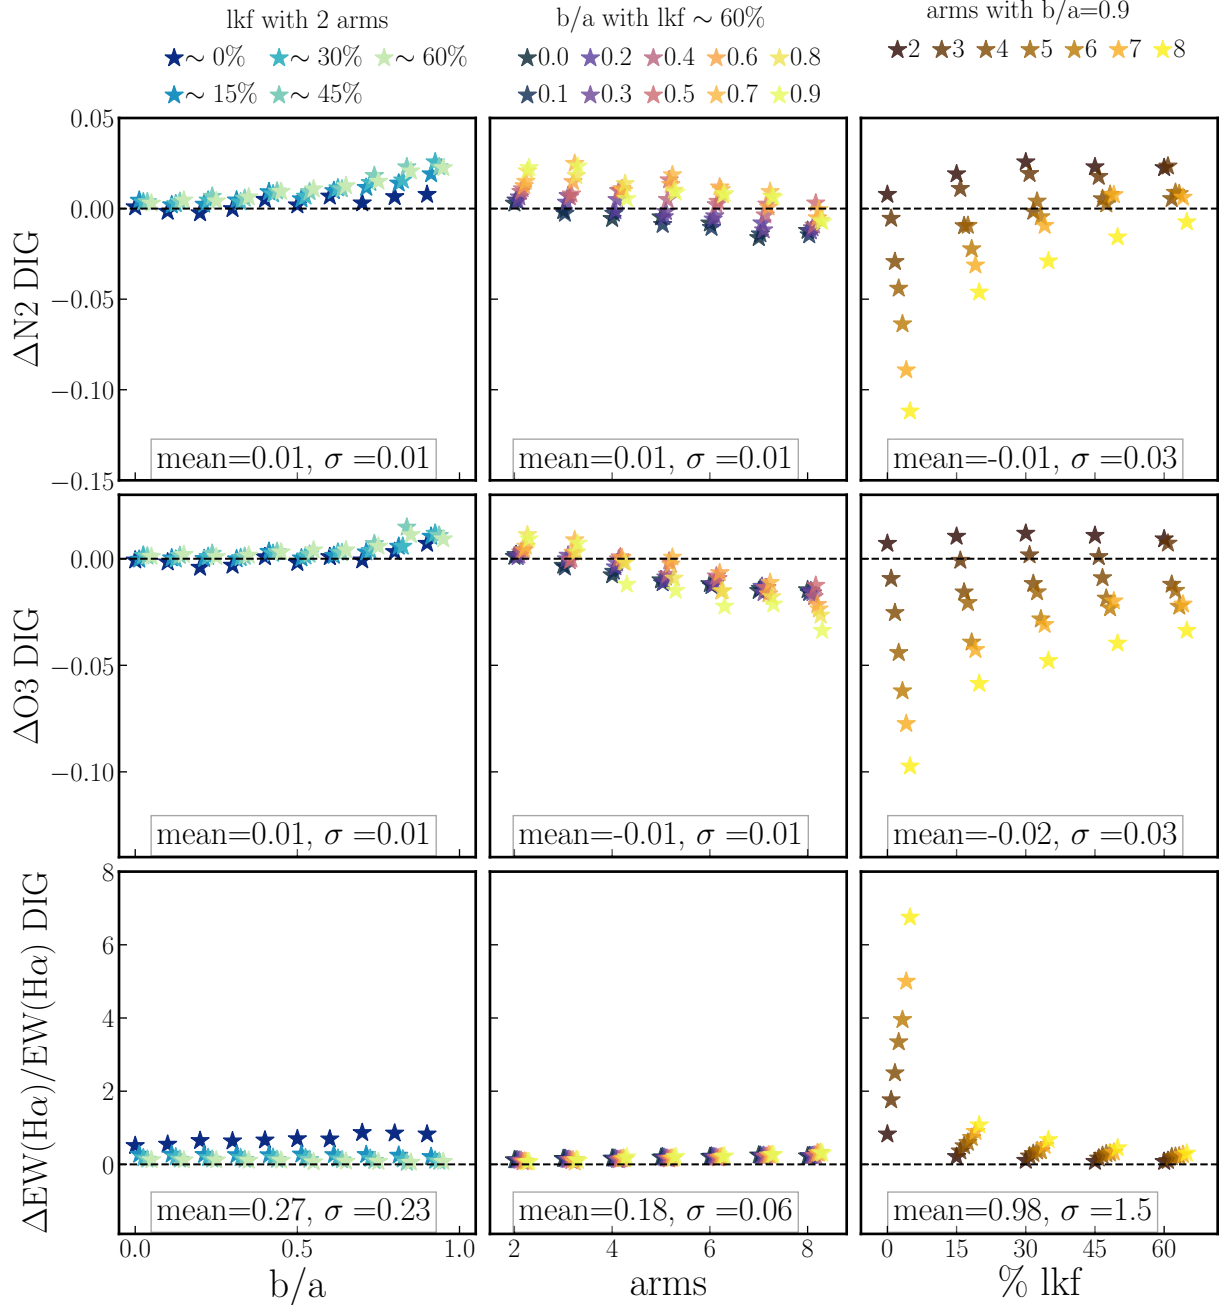 lkf with 2 arms
★∼ 0% ★∼ 30% ★∼ 60%
★∼ 15% ★∼ 45%
b/a with lkf ∼ 60%
★0.0 ★0.2 ★0.4 ★0.6 ★0.8
★0.1 ★0.3 ★0.5 ★0.7 ★0.9
arms with b/a=0.9
★2 ★3 ★4 ★5 ★6 ★7 ★8
ΔN2 DIG
0.05
0.00
−0.05
−0.10
−0.15
mean=0.01, σ =0.01
mean=0.01, σ =0.01
mean=-0.01, σ =0.03
ΔO3 DIG
0.00
−0.05
−0.10
mean=0.01, σ =0.01
mean=-0.01, σ =0.01
mean=-0.02, σ =0.03
ΔEW(Hα)/EW(Hα) DIG
8
6
4
2
0
mean=0.27, σ =0.23
mean=0.18, σ =0.06
mean=0.98, σ =1.5
0.0 0.5 1.0
2 4 6 8
0 15 30 45 60
b/a
arms
% lkf